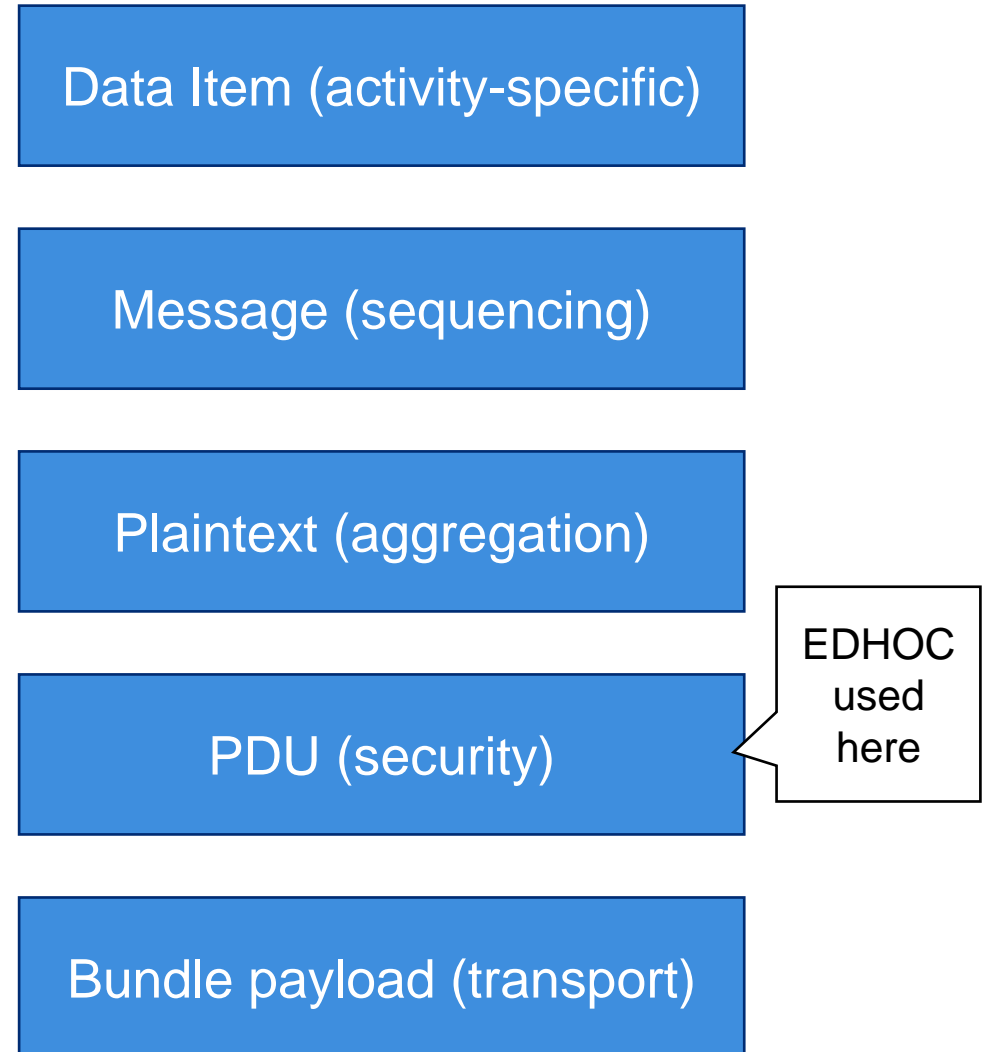 Data Item (activity-specific)
Message (sequencing)
Plaintext (aggregation)
EDHOC
used
here
PDU (security)
Bundle payload (transport)